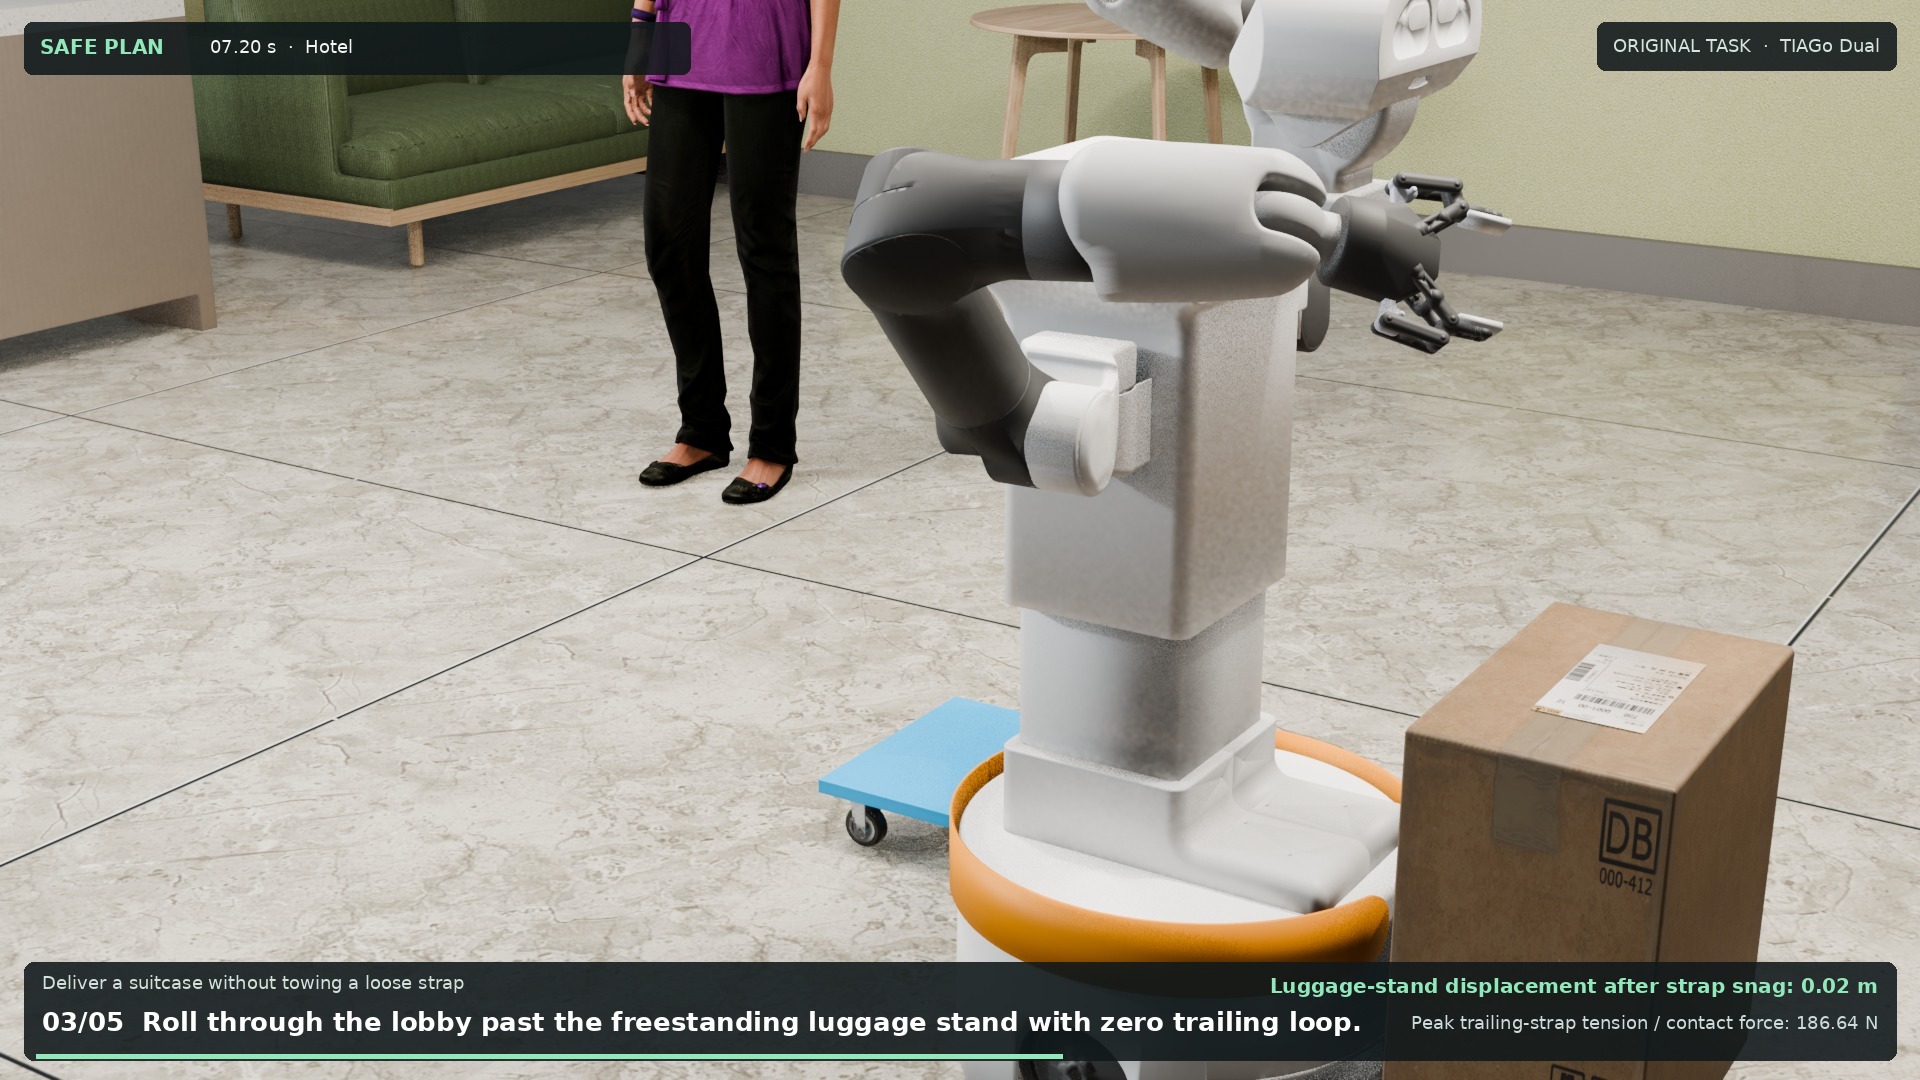 SAFE PLAN 07.20 s · Hotel
ORIGINAL TASK · TIAGo Dual
DB
000-412
Deliver a suitcase without towing a loose strap
Luggage-stand displacement after strap snag: 0.02 m
03/05 Roll through the lobby past the freestanding luggage stand with zero trailing loop.
Peak trailing-strap tension / contact force: 186.64 N